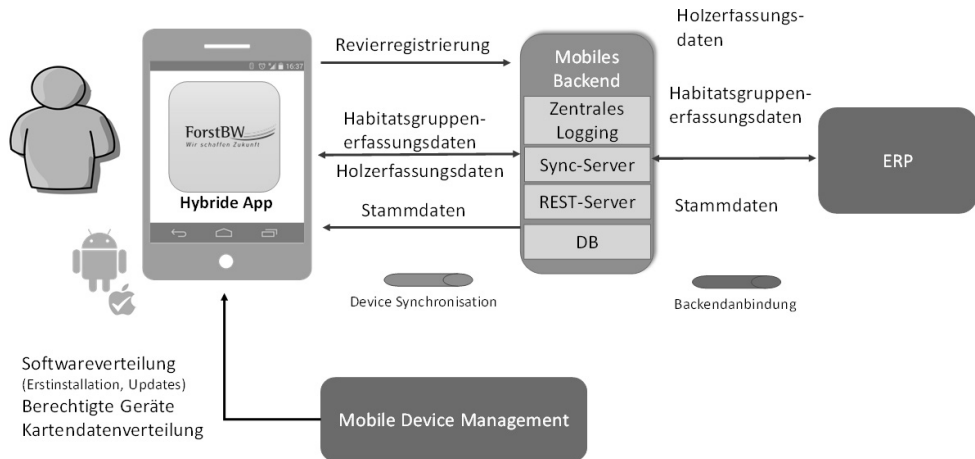 16:37
ForstBW
Wir schaffen Zukunft
Hybride App
Revierregistrierung
Habitatsgruppen-
erfassungsdaten
Holzerfassungsdaten
Stammdaten
Mobiles
Backend
Zentrales
Logging
Sync-Server
REST-Server
DB
Holzerfassungs-
daten
Habitatsgruppen-
erfassungsdaten
Stammdaten
ERP
Device Synchronisation
Backendanbindung
Softwareverteilung
(Erstinstallation, Updates)
Berechtigte Geräte
Kartendatenverteilung
Mobile Device Management